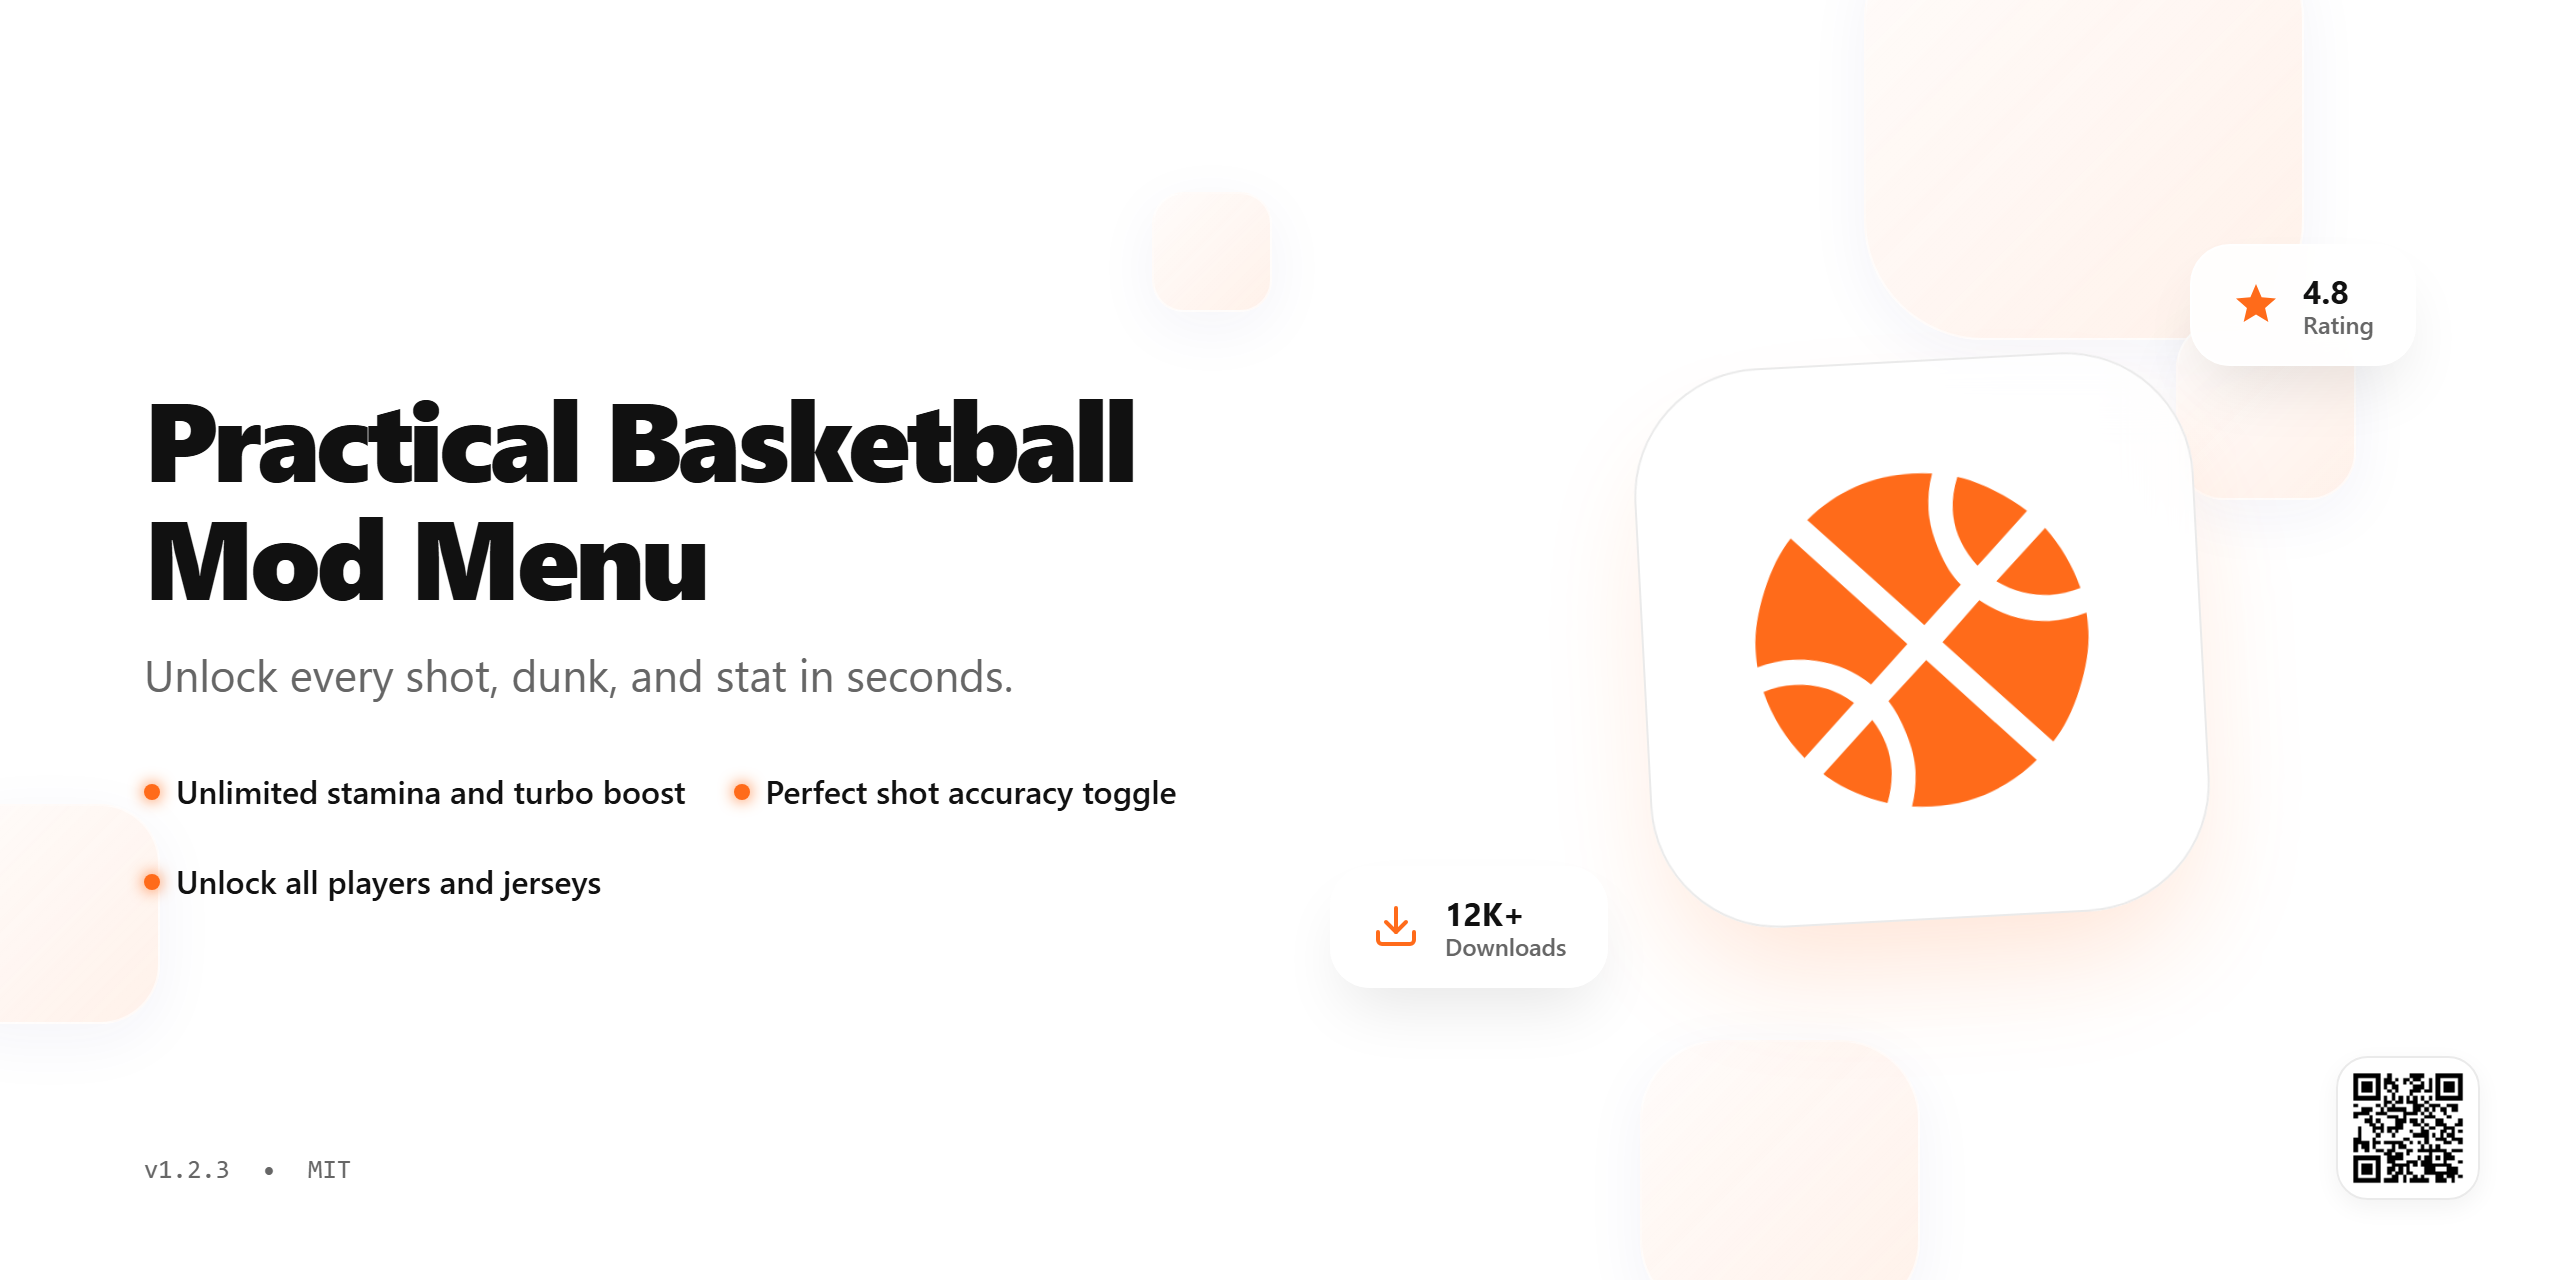 Practical Basketball
Mod Menu
Unlock every shot, dunk, and stat in seconds.
Unlimited stamina and turbo boost
Perfect shot accuracy toggle
Unlock all players and jerseys
4.8
Rating
12K+
Downloads
v1.2.3 • MIT